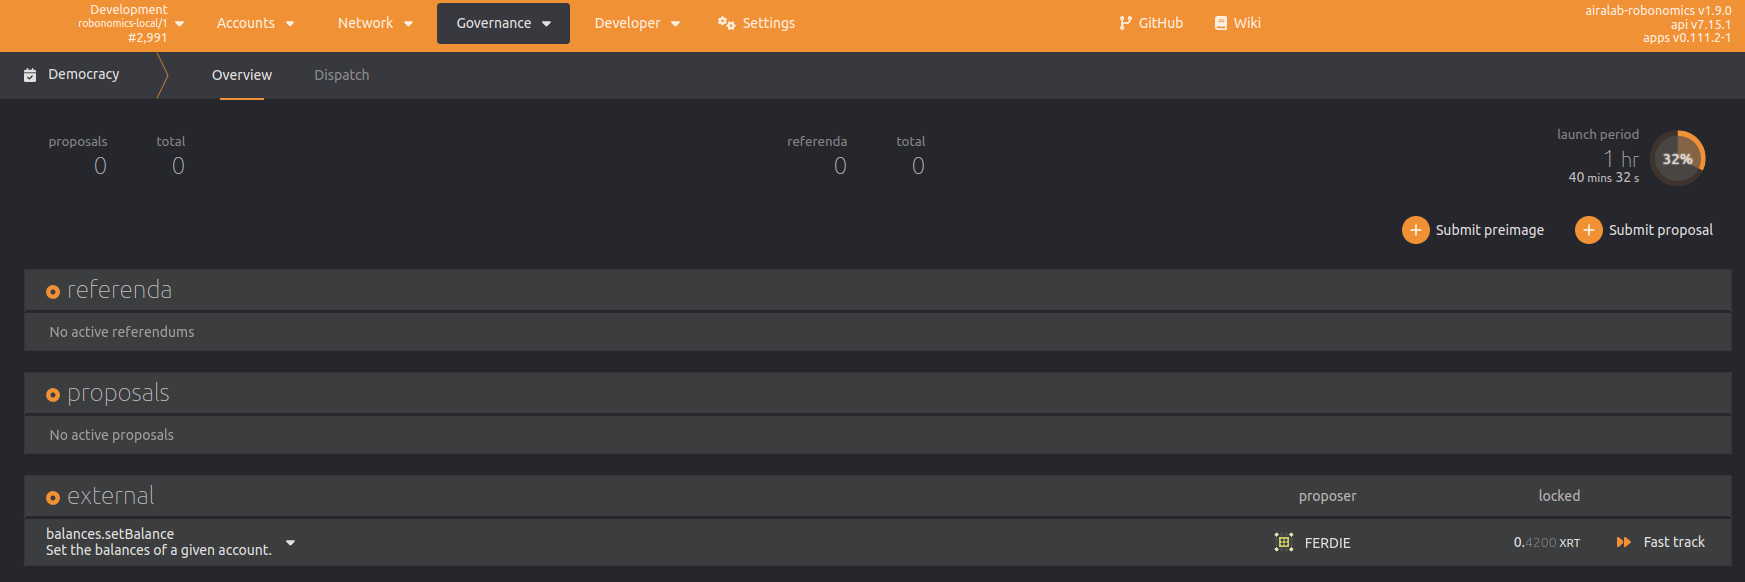 Development
robonomics-local/1
#2,991
Accounts
Network
Governance
Developer
Settings
GitHub
Wiki
airalab-robonomics v1.9.0
api v7.15.1
apps v0.111.2-1
Democracy
Overview
Dispatch
proposals
0
total
0
referenda
0
total
0
launch period
1 hr
40 mins 32 s
32%
Submit preimage
Submit proposal
referenda
No active referendums
proposals
No active proposals
external
proposer
locked
balances.setBalance
Set the balances of a given account.
FERDIE
0.4200 XRT
Fast track